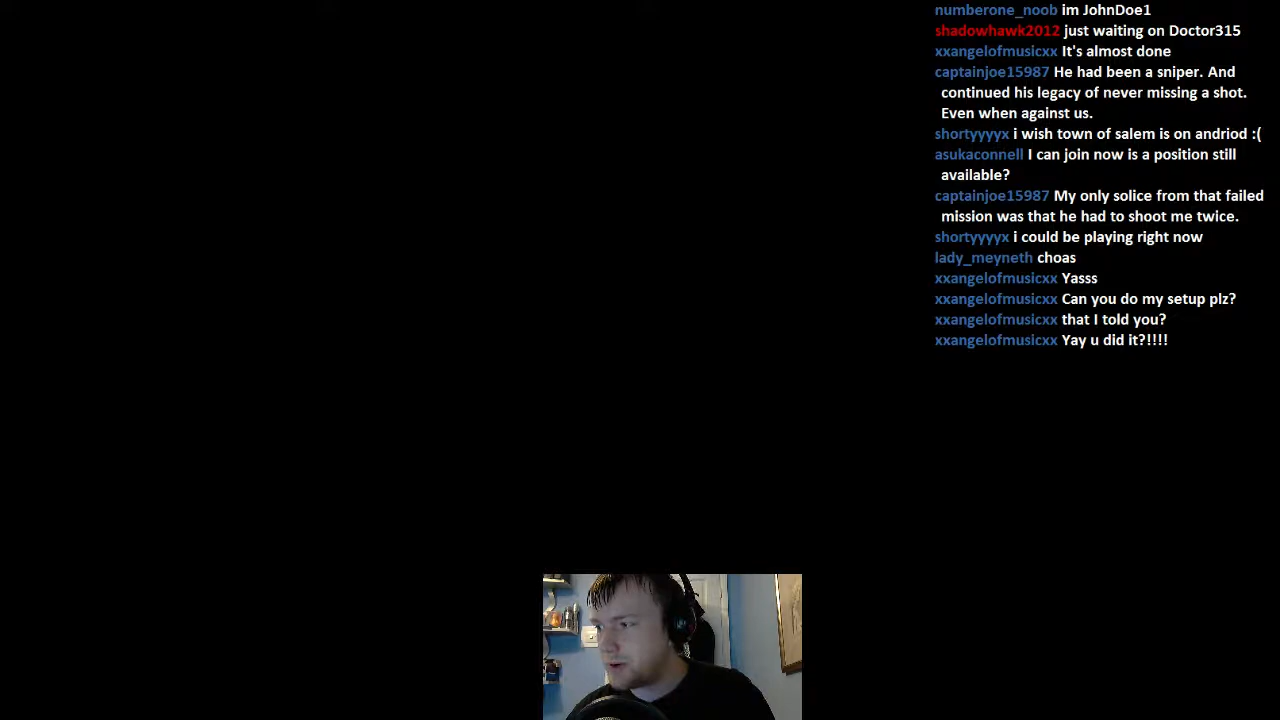 numberone_noob im JohnDoe1
shadowhawk2012 just waiting on Doctor315
xxangelofmusicxx It's almost done
captainjoe15987 He had been a sniper. And
continued his legacy of never missing a shot.
Even when against us.
shortyyyyx i wish town of salem is on andriod :(
asukaconnell I can join now is a position still
available?
captainjoe15987 My only solice from that failed
mission was that he had to shoot me twice.
shortyyyyx i could be playing right now
lady_meyneth choas
xxangelofmusicxx Yasss
xxangelofmusicxx Can you do my setup plz?
xxangelofmusicxx that I told you?
xxangelofmusicxx Yay u did it?!!!!